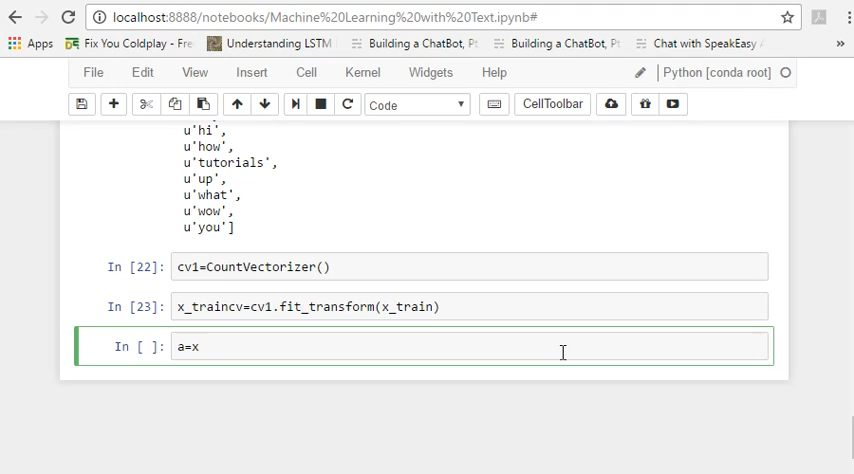 localhost:8888/notebooks/Machine%20Learning%20with%20Text.ipynb#
Apps Fix You Coldplay - Fre Understanding LSTM Building a ChatBot, Pt Building a ChatBot, Pt Chat with SpeakEasy
»
File Edit View Insert Cell Kernel Widgets Help Python [conda root]
Code CellToolbar
u'hi',
u'how',
u'tutorials',
u'up',
u'what',
u'wow',
u'you']
In [22]: cv1=CountVectorizer()
In [23]: x_traincv=cv1.fit_transform(x_train)
In [ ]: a=x